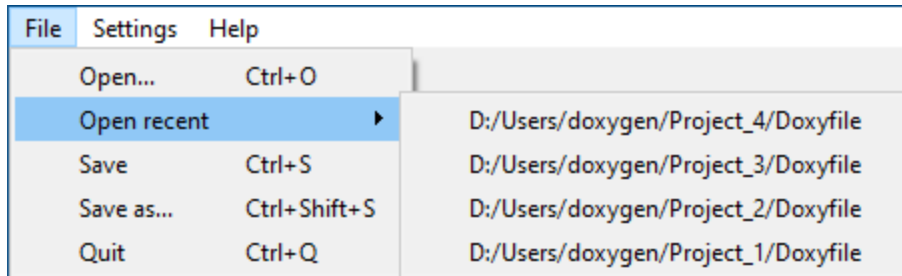 File Settings Help
Open... Ctrl+O
Open recent D:/Users/doxygen/Project_4/Doxyfile
Save Ctrl+S D:/Users/doxygen/Project_3/Doxyfile
Save as... Ctrl+Shift+S D:/Users/doxygen/Project_2/Doxyfile
Quit Ctrl+Q D:/Users/doxygen/Project_1/Doxyfile